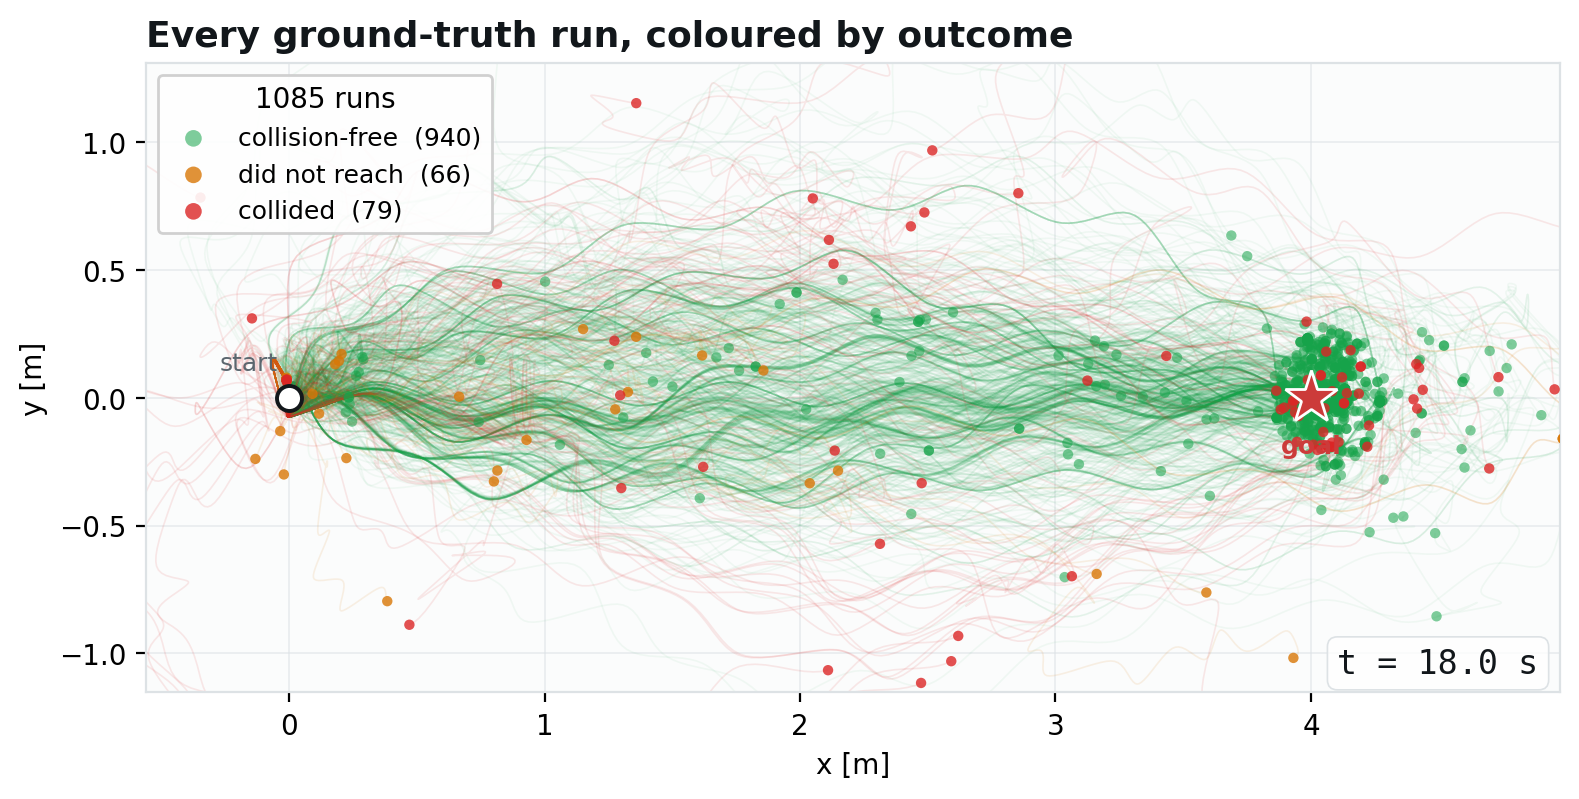 Every ground-truth run, coloured by outcome
1085 runs
collision-free (940)
did not reach (66)
collided (79)
1.0
0.5
0.0
−0.5
−1.0
y [m]
start
goal
t = 18.0 s
0
1
2
3
4
x [m]